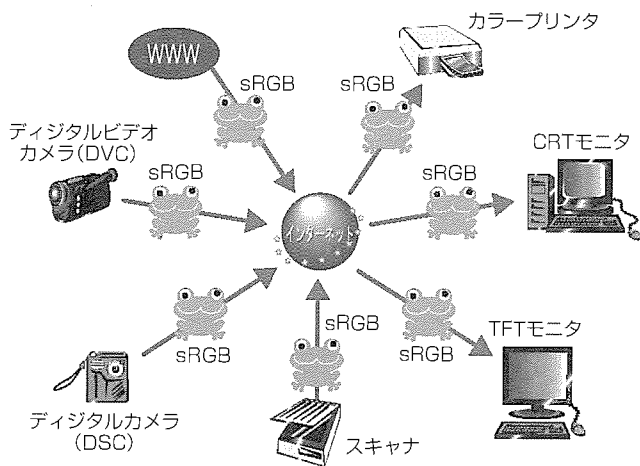 カラープリンタ
WWW
sRGB
sRGB
ディジタルビデオ
カメラ(DVC)
sRGB
sRGB
CRTモニタ
インターネット
sRGB
sRGB
sRGB
TFTモニタ
ディジタルカメラ
(DSC)
スキャナ